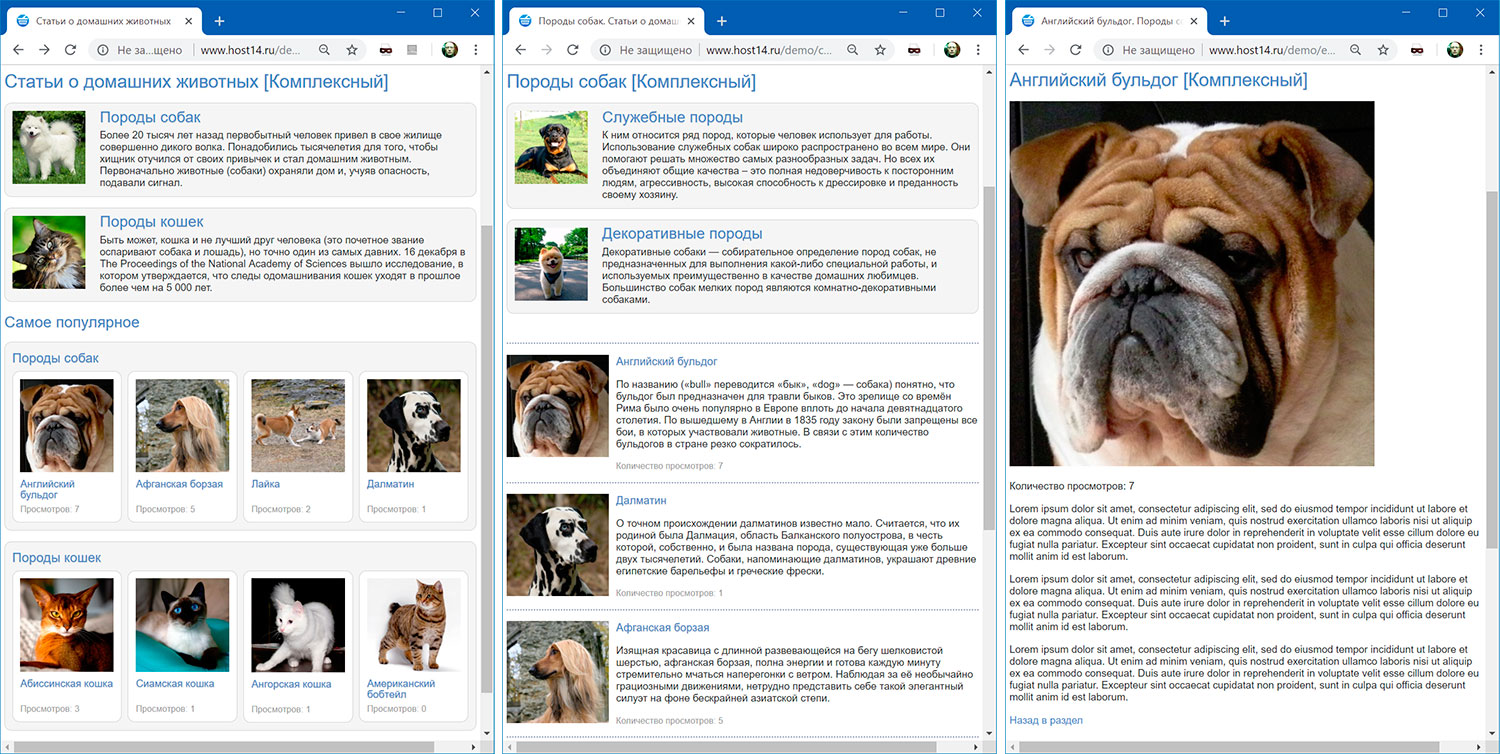 Статьи о домашних животных
Не за...щено
www.host14.ru/de...
Статьи о домашних животных [Комплексный]
Породы собак
Более 20 тысяч лет назад первобытный человек привел в свое жилище
совершенно дикого волка. Понадобились тысячелетия для того, чтобы
хищник отучился от своих привычек и стал домашним животным.
Первоначально животные (собаки) охраняли дом и, учуяв опасность,
подавали сигнал.
Породы кошек
Быть может, кошка и не лучший друг человека (это почетное звание
оспаривают собака и лошадь), но точно один из самых давних. 16 декабря в
The Proceedings of the National Academy of Sciences вышло исследование, в
котором утверждается, что следы одомашнивания кошек уходят в прошлое
более чем на 5 000 лет.
Самое популярное
Породы собак
Английский
бульдог
Просмотров: 7
Афганская борзая
Просмотров: 5
Лайка
Просмотров: 2
Далматин
Просмотров: 1
Породы кошек
Абиссинская кошка
Просмотров: 3
Сиамская кошка
Просмотров: 1
Ангорская кошка
Просмотров: 1
Американский
бобтейл
Просмотров: 0
Породы собак. Статьи о домаш
Не защищено
www.host14.ru/demo/c...
Породы собак [Комплексный]
Служебные породы
К ним относится ряд пород, которые человек использует для работы.
Использование служебных собак широко распространено во всем мире. Они
помогают решать множество самых разнообразных задач. Но всех их
объединяют общие качества – это полная недоверчивость к посторонним
людям, агрессивность, высокая способность к дрессировке и преданность
своему хозяину.
Декоративные породы
Декоративные собаки — собирательное определение пород собак, не
предназначенных для выполнения какой-либо специальной работы, и
используемых преимущественно в качестве домашних любимцев.
Большинство собак мелких пород являются комнатно-декоративными
собаками.
Английский бульдог
По названию («bull» переводится «бык», «dog» — собака) понятно, что
бульдог был предназначен для травли быков. Это зрелище со времён
Рима было очень популярно в Европе вплоть до начала девятнадцатого
столетия. По вышедшему в Англии в 1835 году закону были запрещены все
бои, в которых участвовали животные. В связи с этим количество
бульдогов в стране резко сократилось.
Количество просмотров: 7
Далматин
О точном происхождении далматинов известно мало. Считается, что их
родиной была Далмация, область Балканского полуострова, в честь
которой, собственно, и была названа порода, существующая уже больше
двух тысячелетий. Собаки, напоминающие далматинов, украшают древние
египетские барельефы и греческие фрески.
Количество просмотров: 1
Афганская борзая
Изящная красавица с длинной развевающейся на бегу шелковистой
шерстью, афганская борзая, полна энергии и готова каждую минуту
стремительно мчаться наперегонки с ветром. Наблюдая за её необычайно
грациозными движениями, нетрудно представить себе такой элегантный
силуэт на фоне бескрайней азиатской степи.
Количество просмотров: 5
Английский бульдог. Породы с
Не защищено
www.host14.ru/demo/e...
Английский бульдог [Комплексный]
Количество просмотров: 7
Lorem ipsum dolor sit amet, consectetur adipiscing elit, sed do eiusmod tempor incididunt ut labore et
dolore magna aliqua. Ut enim ad minim veniam, quis nostrud exercitation ullamco laboris nisi ut aliquip
ex ea commodo consequat. Duis aute irure dolor in reprehenderit in voluptate velit esse cillum dolore eu
fugiat nulla pariatur. Excepteur sint occaecat cupidatat non proident, sunt in culpa qui officia deserunt
mollit anim id est laborum.
Lorem ipsum dolor sit amet, consectetur adipiscing elit, sed do eiusmod tempor incididunt ut labore et
dolore magna aliqua. Ut enim ad minim veniam, quis nostrud exercitation ullamco laboris nisi ut aliquip
ex ea commodo consequat. Duis aute irure dolor in reprehenderit in voluptate velit esse cillum dolore eu
fugiat nulla pariatur. Excepteur sint occaecat cupidatat non proident, sunt in culpa qui officia deserunt
mollit anim id est laborum.
Lorem ipsum dolor sit amet, consectetur adipiscing elit, sed do eiusmod tempor incididunt ut labore et
dolore magna aliqua. Ut enim ad minim veniam, quis nostrud exercitation ullamco laboris nisi ut aliquip
ex ea commodo consequat. Duis aute irure dolor in reprehenderit in voluptate velit esse cillum dolore eu
fugiat nulla pariatur. Excepteur sint occaecat cupidatat non proident, sunt in culpa qui officia deserunt
mollit anim id est laborum.
Назад в раздел